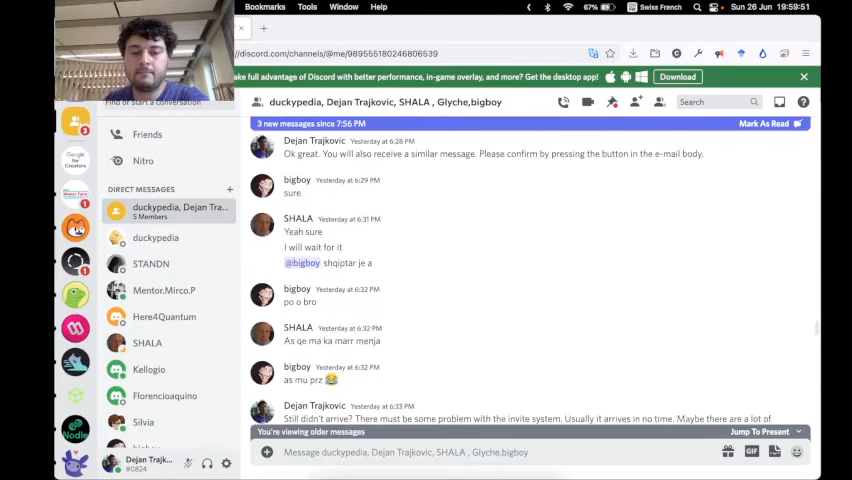 Bookmarks Tools Window Help 67% Swiss French Sun 26 Jun 19:59:51
//discord.com/channels/@me/989555180246806539
ake full advantage of Discord with better performance, in-game overlay, and more? Get the desktop app! Download
Find or start a conversation
Friends
Nitro
DIRECT MESSAGES
duckypedia, Dejan Tra...
5 Members
duckypedia
STANDN
Mentor.Mirco.P
Here4Quantum
SHALA
Kellogio
Florencioaquino
Silvia
bigboy
Dejan Trajk...
#0824
3
Google for Creators
1
1
Nodle
duckypedia, Dejan Trajkovic, SHALA , Glyche,bigboy
Search
3 new messages since 7:56 PM Mark As Read
Dejan Trajkovic Yesterday at 6:28 PM
Ok great. You will also receive a similar message. Please confirm by pressing the button in the e-mail body.
bigboy Yesterday at 6:29 PM
sure
SHALA Yesterday at 6:31 PM
Yeah sure
I will wait for it
@bigboy shqiptar je a
bigboy Yesterday at 6:32 PM
po o bro
SHALA Yesterday at 6:32 PM
As qe ma ka marr menja
bigboy Yesterday at 6:32 PM
as mu prz 😂
Dejan Trajkovic Yesterday at 6:33 PM
Still didn't arrive? There must be some problem with the invite system. Usually it arrives in no time. Maybe there are a lot of
You're viewing older messages Jump To Present
Message duckypedia, Dejan Trajkovic, SHALA , Glyche,bigboy
GIF